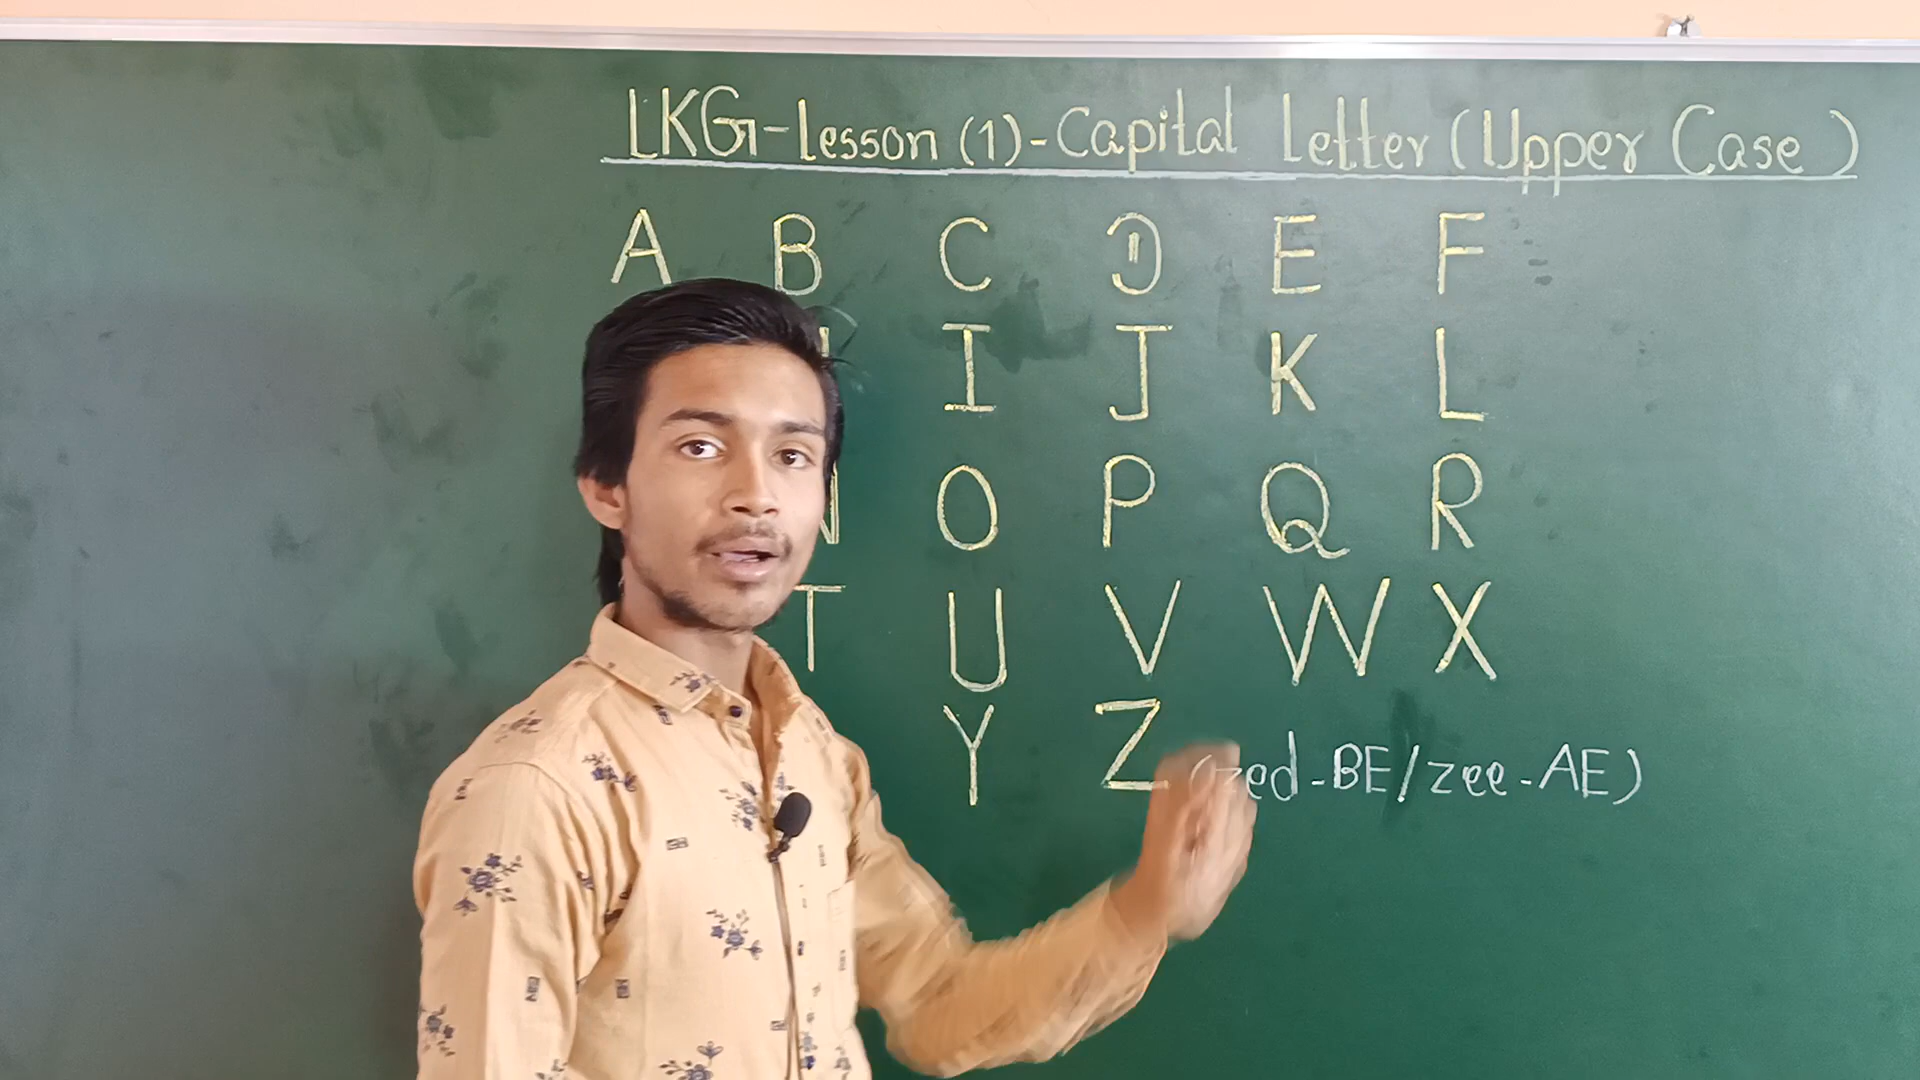 LKG-Lesson (1)-Capital Letter (Upper Case)
A B C D E F
I J K L
N O P Q R
T U V W X
Y Z (zed-BE/zee-AE)